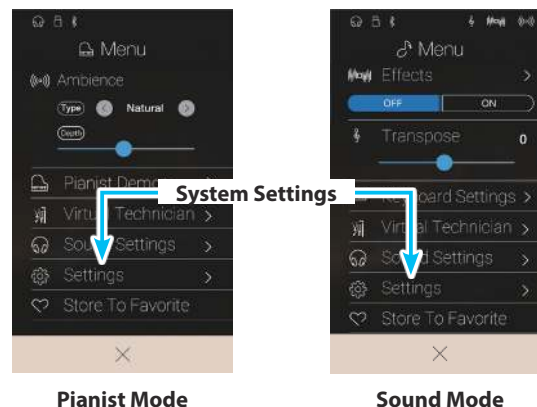 Menu
Ambience
Type
Natural
Depth
Pianist Demo
Virtual Technician
Sound Settings
Settings
Store To Favorite
Pianist Mode
System Settings
Menu
Effects
OFF ON
Transpose 0
Keyboard Settings
Virtual Technician
Sound Settings
Settings
Store To Favorite
Sound Mode